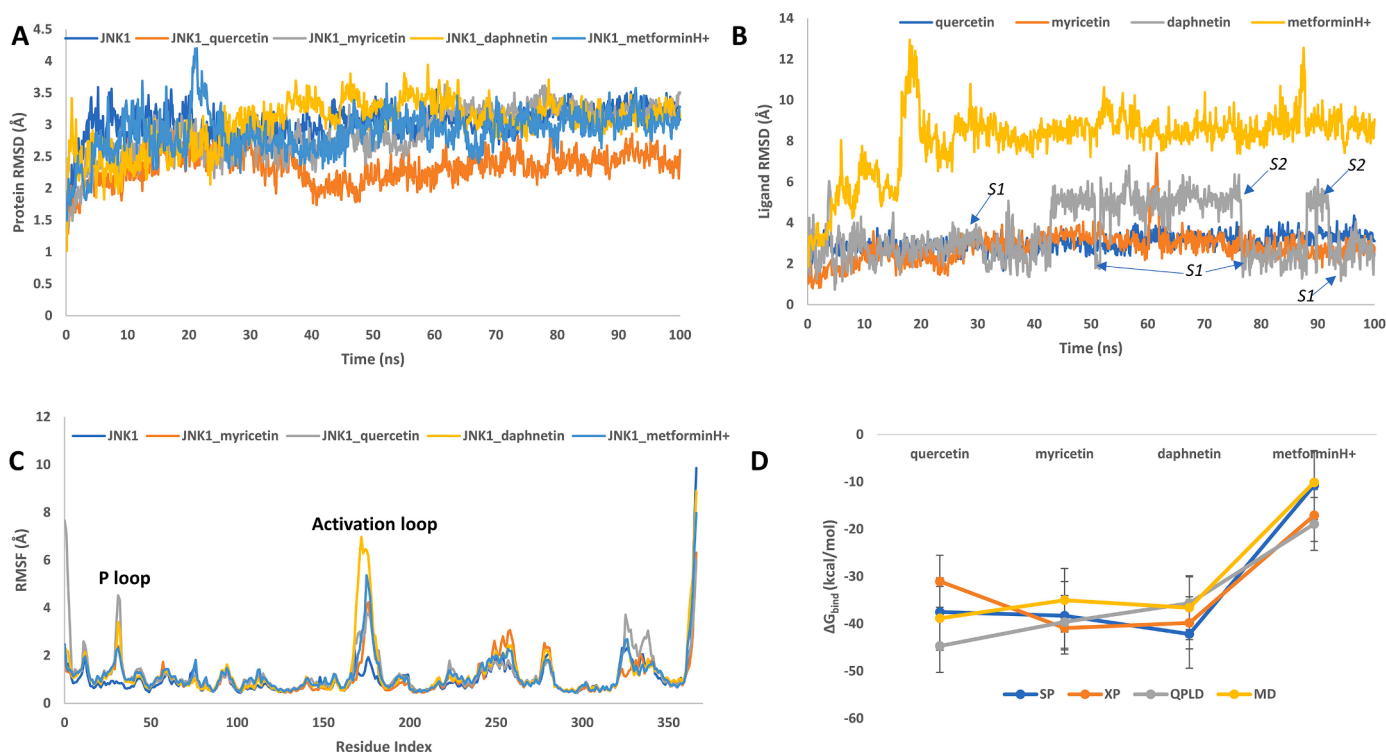 A
JNK1 JNK1_quercetin JNK1_myricetin JNK1_daphnetin JNK1_metforminH+
4.5
4
3.5
3
2.5
2
1.5
1
0.5
0
Protein RMSD (Å)
0 10 20 30 40 50 60 70 80 90 100
Time (ns)
B
quercetin myricetin daphnetin metforminH+
14
12
10
8
6
4
2
0
Ligand RMSD (Å)
S1
S2
S2
S1
S1
0 10 20 30 40 50 60 70 80 90 100
Time (ns)
C
JNK1 JNK1_myricetin JNK1_quercetin JNK1_daphnetin JNK1_metforminH+
12
10
8
6
4
2
0
RMSF (Å)
Activation loop
P loop
0 50 100 150 200 250 300 350
Residue Index
D
0
-10
-20
-30
-40
-50
-60
ΔGbind (kcal/mol)
quercetin myricetin daphnetin metforminH+
SP XP QPLD MD